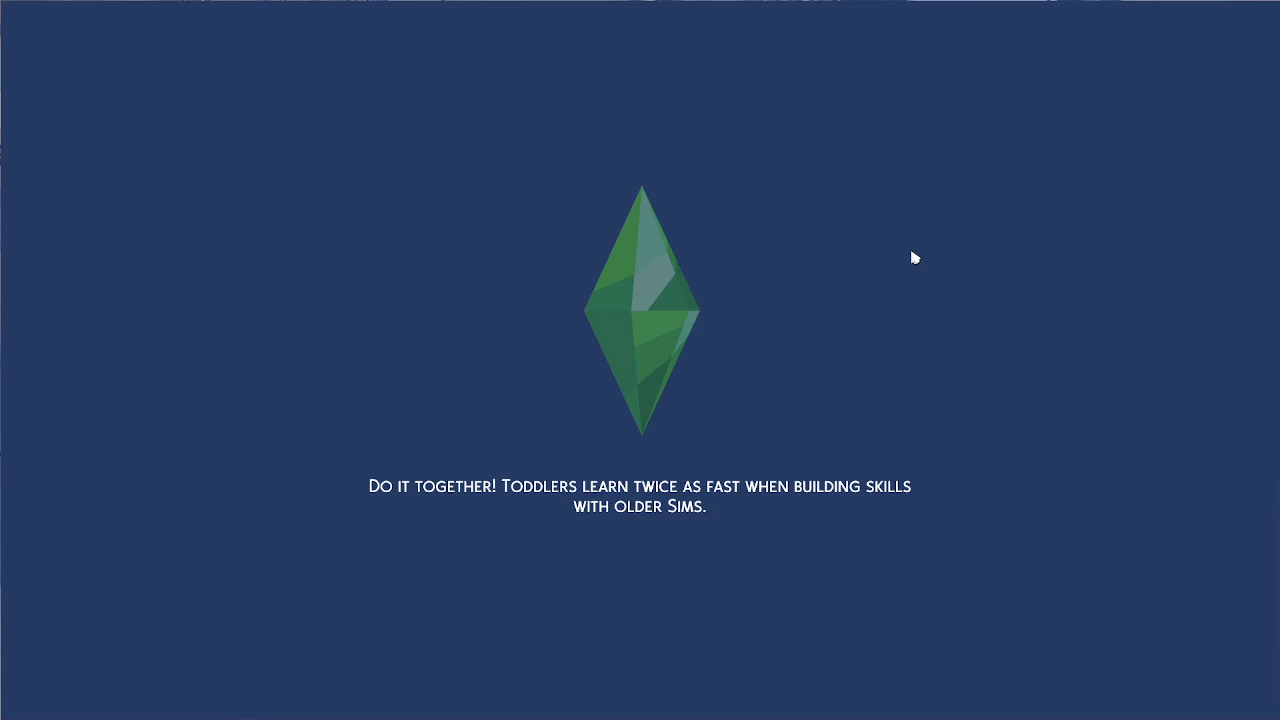 Do it together! Toddlers learn twice as fast when building skills
with older Sims.